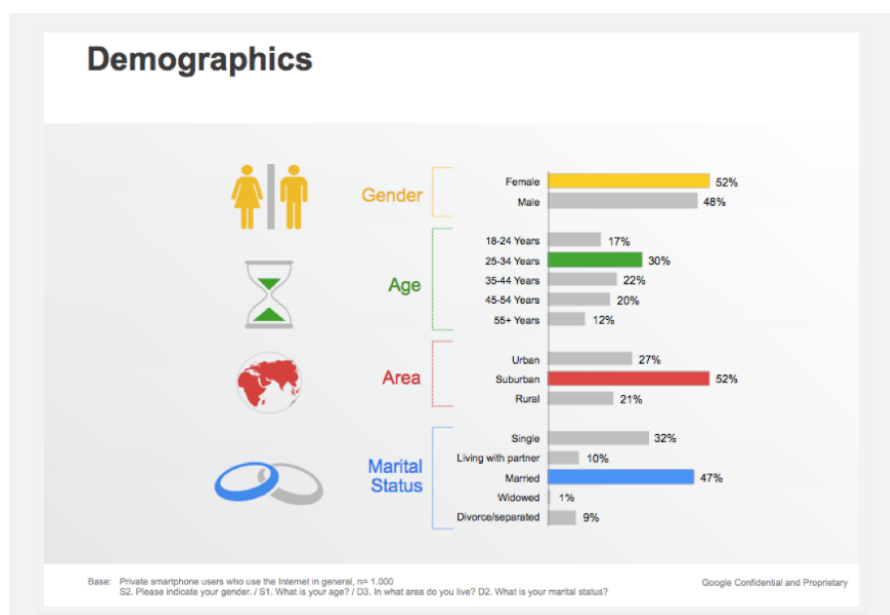 Demographics
Gender
Female 52%
Male 48%
Age
18-24 Years 17%
25-34 Years 30%
35-44 Years 22%
45-54 Years 20%
55+ Years 12%
Area
Urban 27%
Suburban 52%
Rural 21%
Marital
Status
Single 32%
Living with partner 10%
Married 47%
Widowed 1%
Divorce/separated 9%
Base: Private smartphone users who use the Internet in general, n= 1.000
S2. Please indicate your gender. / S1. What is your age? / D3. In what area do you live? D2. What is your marital status?
Google Confidential and Proprietary